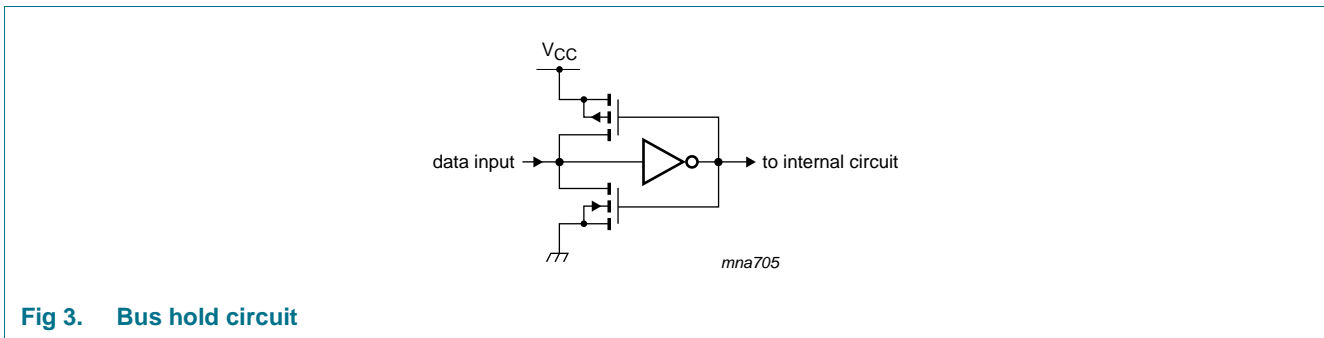 VCC
data input
to internal circuit
mna705
Fig 3. Bus hold circuit